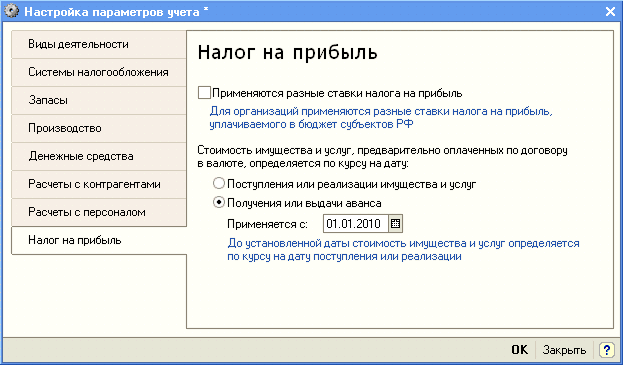 Настройка параметров учета *
Виды деятельности
Системы налогообложения
Запасы
Производство
Денежные средства
Расчеты с контрагентами
Расчеты с персоналом
Налог на прибыль
Налог на прибыль
Применяются разные ставки налога на прибыль
Для организаций применяются разные ставки налога на прибыль,
уплачиваемого в бюджет субъектов РФ
Стоимость имущества и услуг, предварительно оплаченных по договору
в валюте, определяется по курсу на дату:
Поступления или реализации имущества и услуг
Получения или выдачи аванса
Применяется с: 01.01.2010
До установленной даты стоимость имущества и услуг определяется
по курсу на дату поступления или реализации
OK Закрыть ?